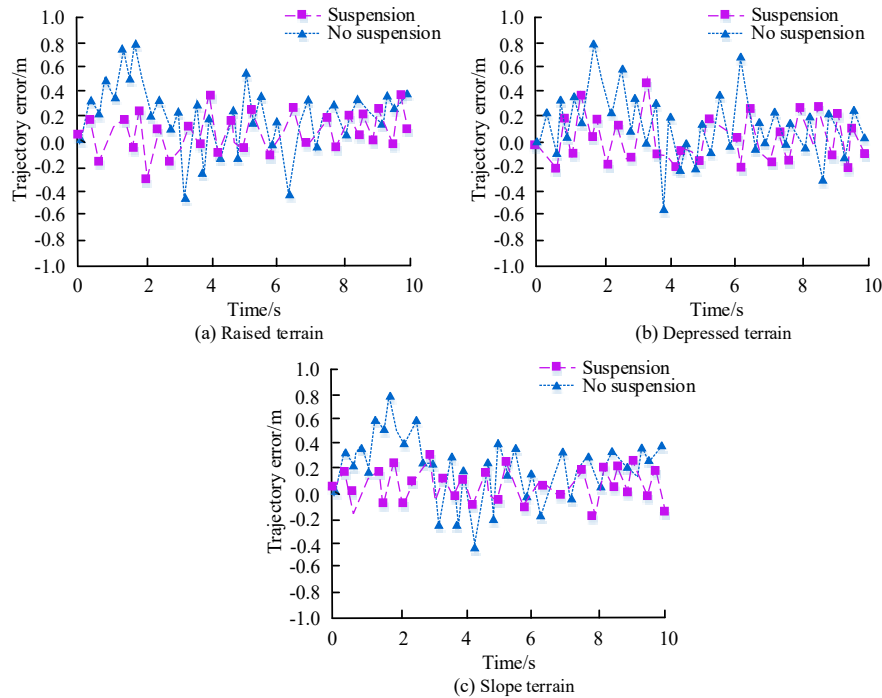 1.0
0.8
0.6
0.4
0.2
0.0
-0.2
-0.4
-0.6
0.8
-1.0
Trajectory error/m
Suspension
No suspension
0 2 4 6 8 10
Time/s
(a) Raised terrain
1.0
0.8
0.6
0.4
0.2
0.0
-0.2
-0.4
-0.6
-0.8
-1.0
Trajectory error/m
Suspension
No suspension
0 2 4 6 8 10
Time/s
(b) Depressed terrain
1.0
0.8
0.6
0.4
0.2
0.0
-0.2
-0.4
-0.6
-0.8
-1.0
Trajectory error/m
Suspension
No suspension
0 2 4 6 8 10
Time/s
(c) Slope terrain